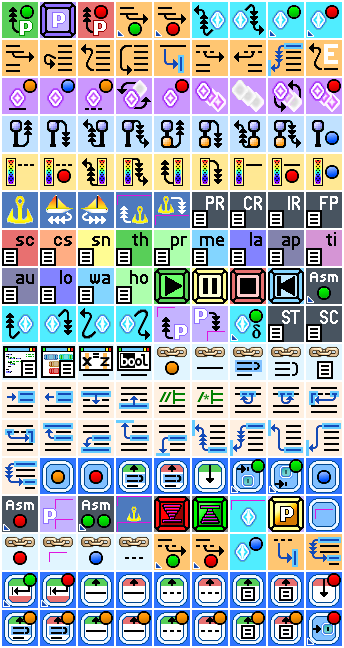 P P P
E
PR CR IR FP
sc cs sn th pr me la ap ti
au lo wa ho Asm
P P δ ST SC
x=z bool
// /*
Asm P Asm P